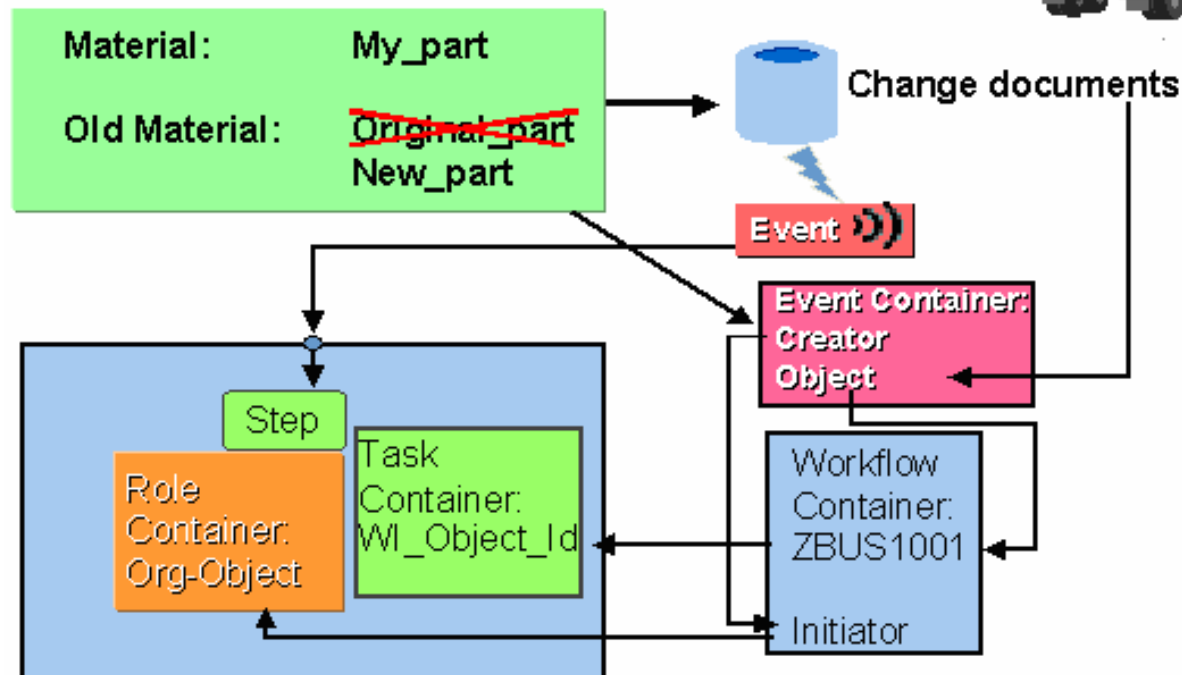 Material: My_part
Old Material: Original_part
New_part
Change documents
Event
Event Container:
Creator
Object
Step
Task
Container:
WI_Object_Id
Role
Container:
Org-Object
Workflow
Container:
ZBUS1001
Initiator